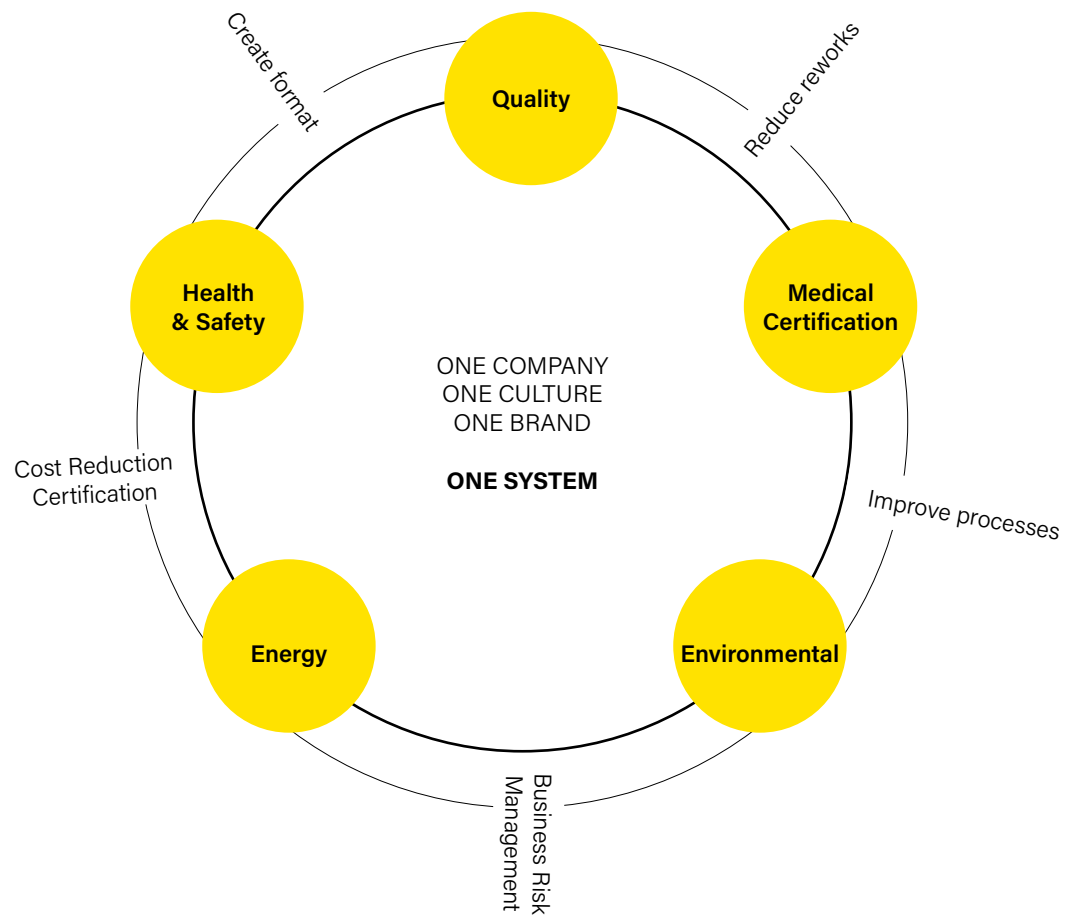 Create format
Quality
Reduce reworks
Health
& Safety
Medical
Certification
ONE COMPANY
ONE CULTURE
ONE BRAND
ONE SYSTEM
Cost Reduction
Certification
Improve processes
Energy
Environmental
Business Risk
Management